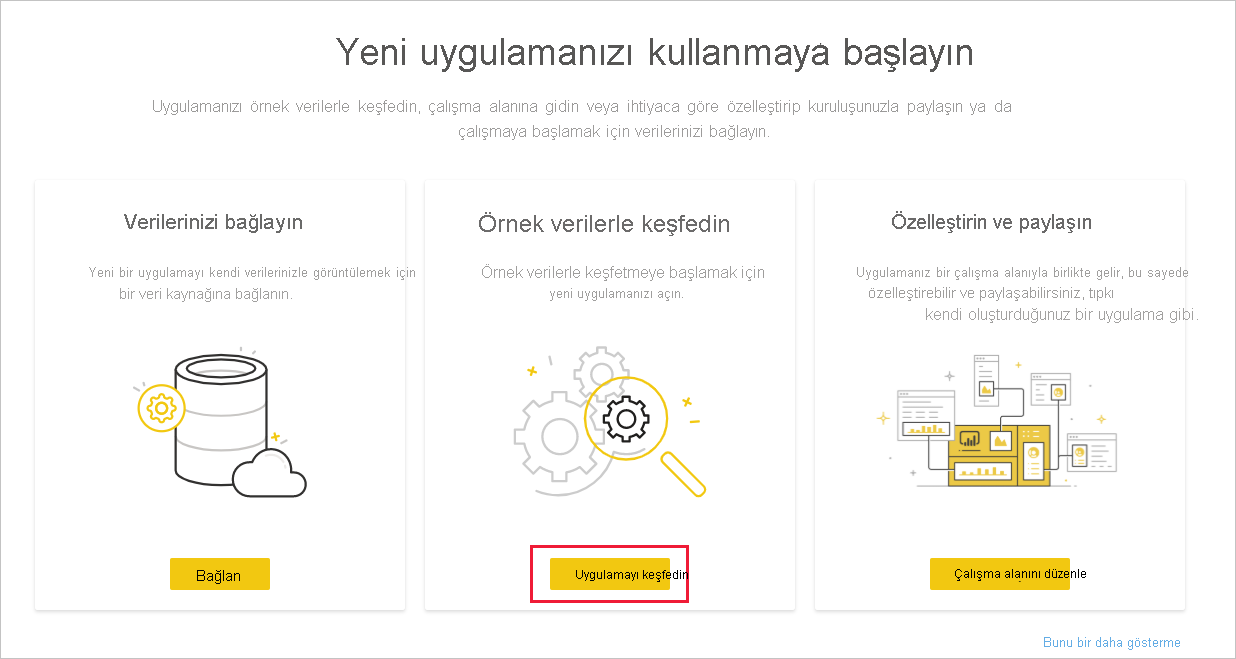 Yeni uygulamanızı kullanmaya başlayın
Uygulamanızı örnek verilerle keşfedin, çalışma alanına gidin veya ihtiyaca göre özelleştirip kuruluşunuzla paylaşın ya da
çalışmaya başlamak için verilerinizi bağlayın.
Verilerinizi bağlayın
Yeni bir uygulamayı kendi verilerinizle görüntülemek için
bir veri kaynağına bağlanın.
Bağlan
Örnek verilerle keşfedin
Örnek verilerle keşfetmeye başlamak için
yeni uygulamanızı açın.
Uygulamayı keşfedin
Özelleştirin ve paylaşın
Uygulamanız bir çalışma alanıyla birlikte gelir, bu sayede
özelleştirebilir ve paylaşabilirsiniz, tıpkı
kendi oluşturduğunuz bir uygulama gibi.
Çalışma alanını düzenle
Bunu bir daha gösterme